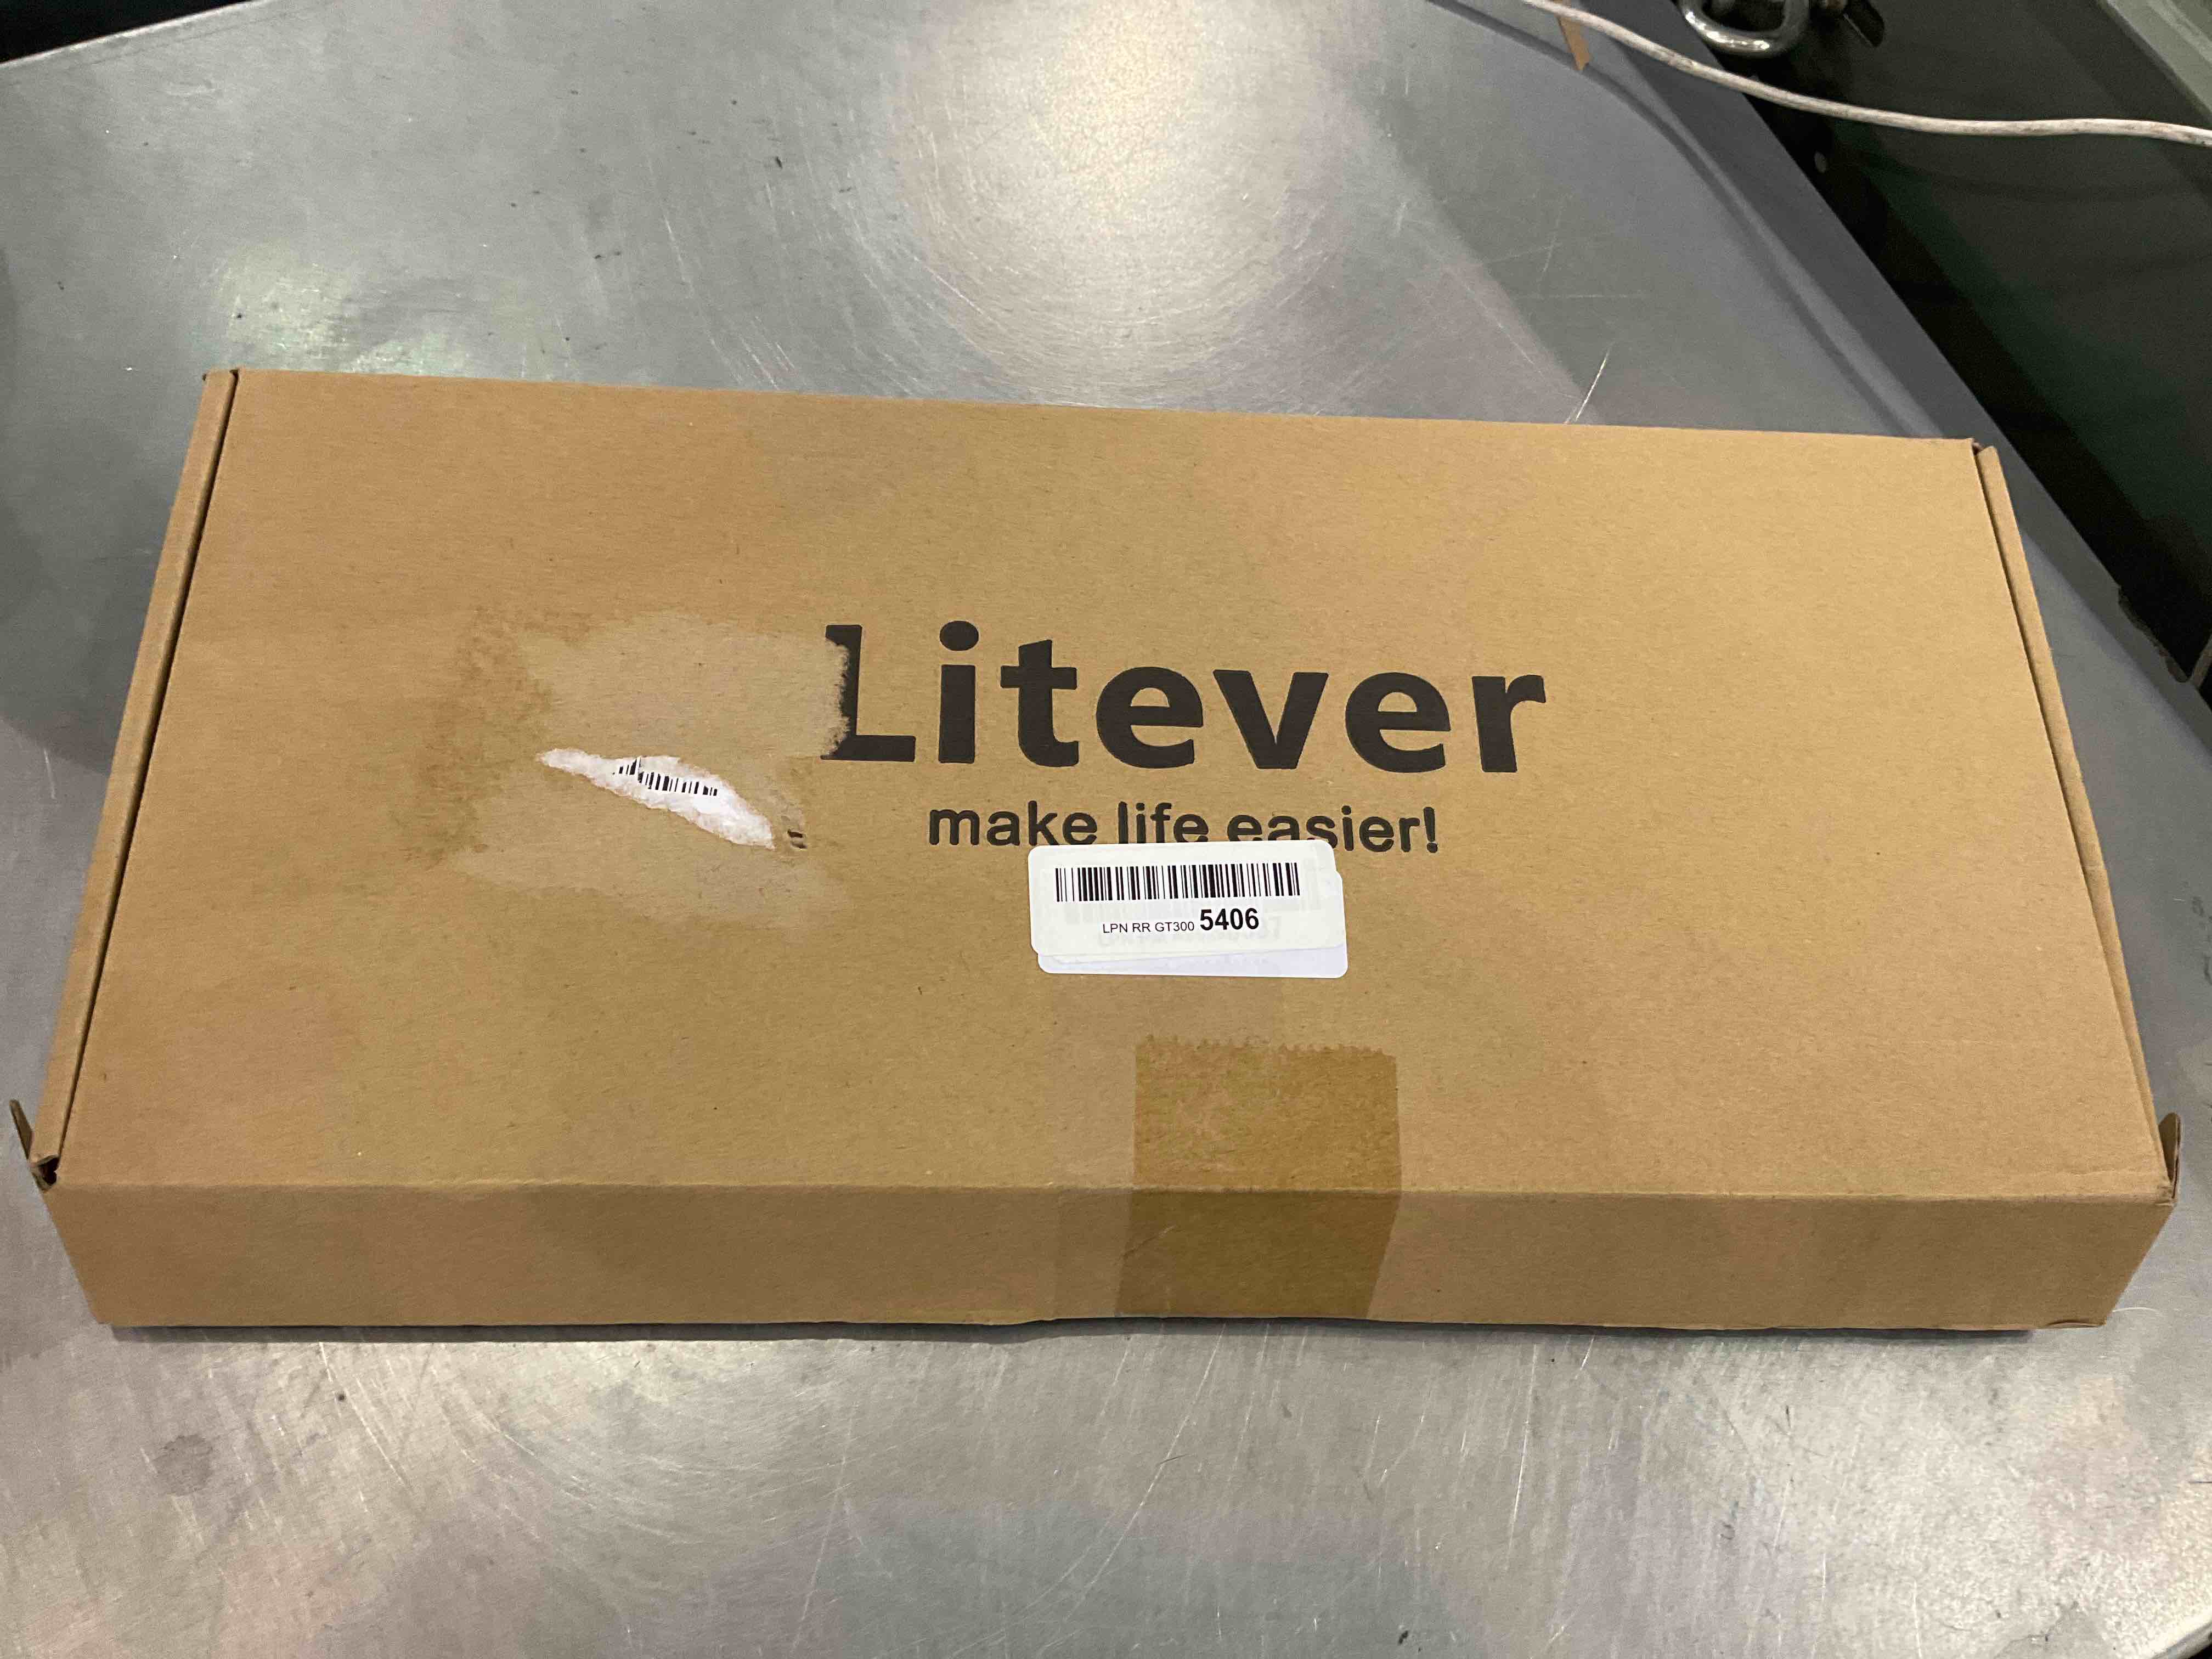 Litever
make life easier!
LPN RR GT300 5406